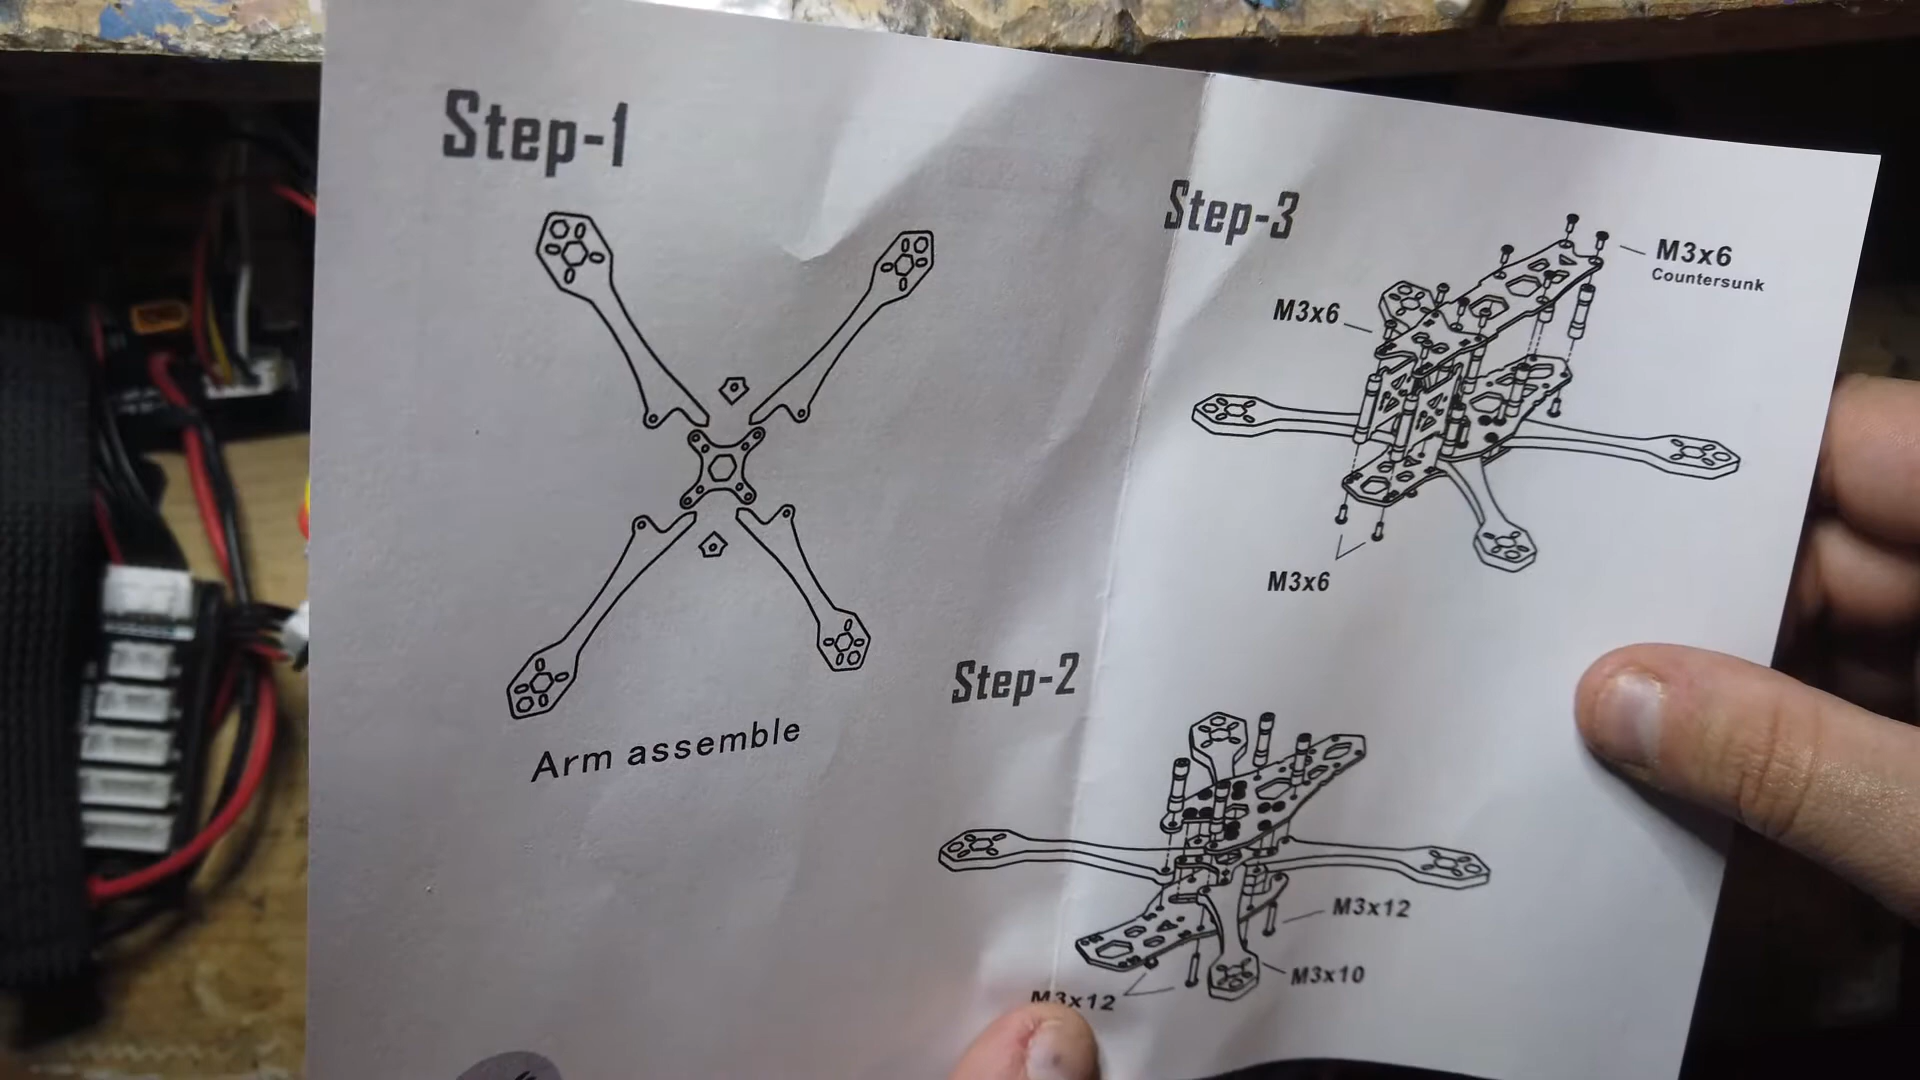 Step-1
Arm assemble
Step-3
M3x6
Countersunk
M3x6
M3x6
Step-2
M3x12
M3x10
M3x12